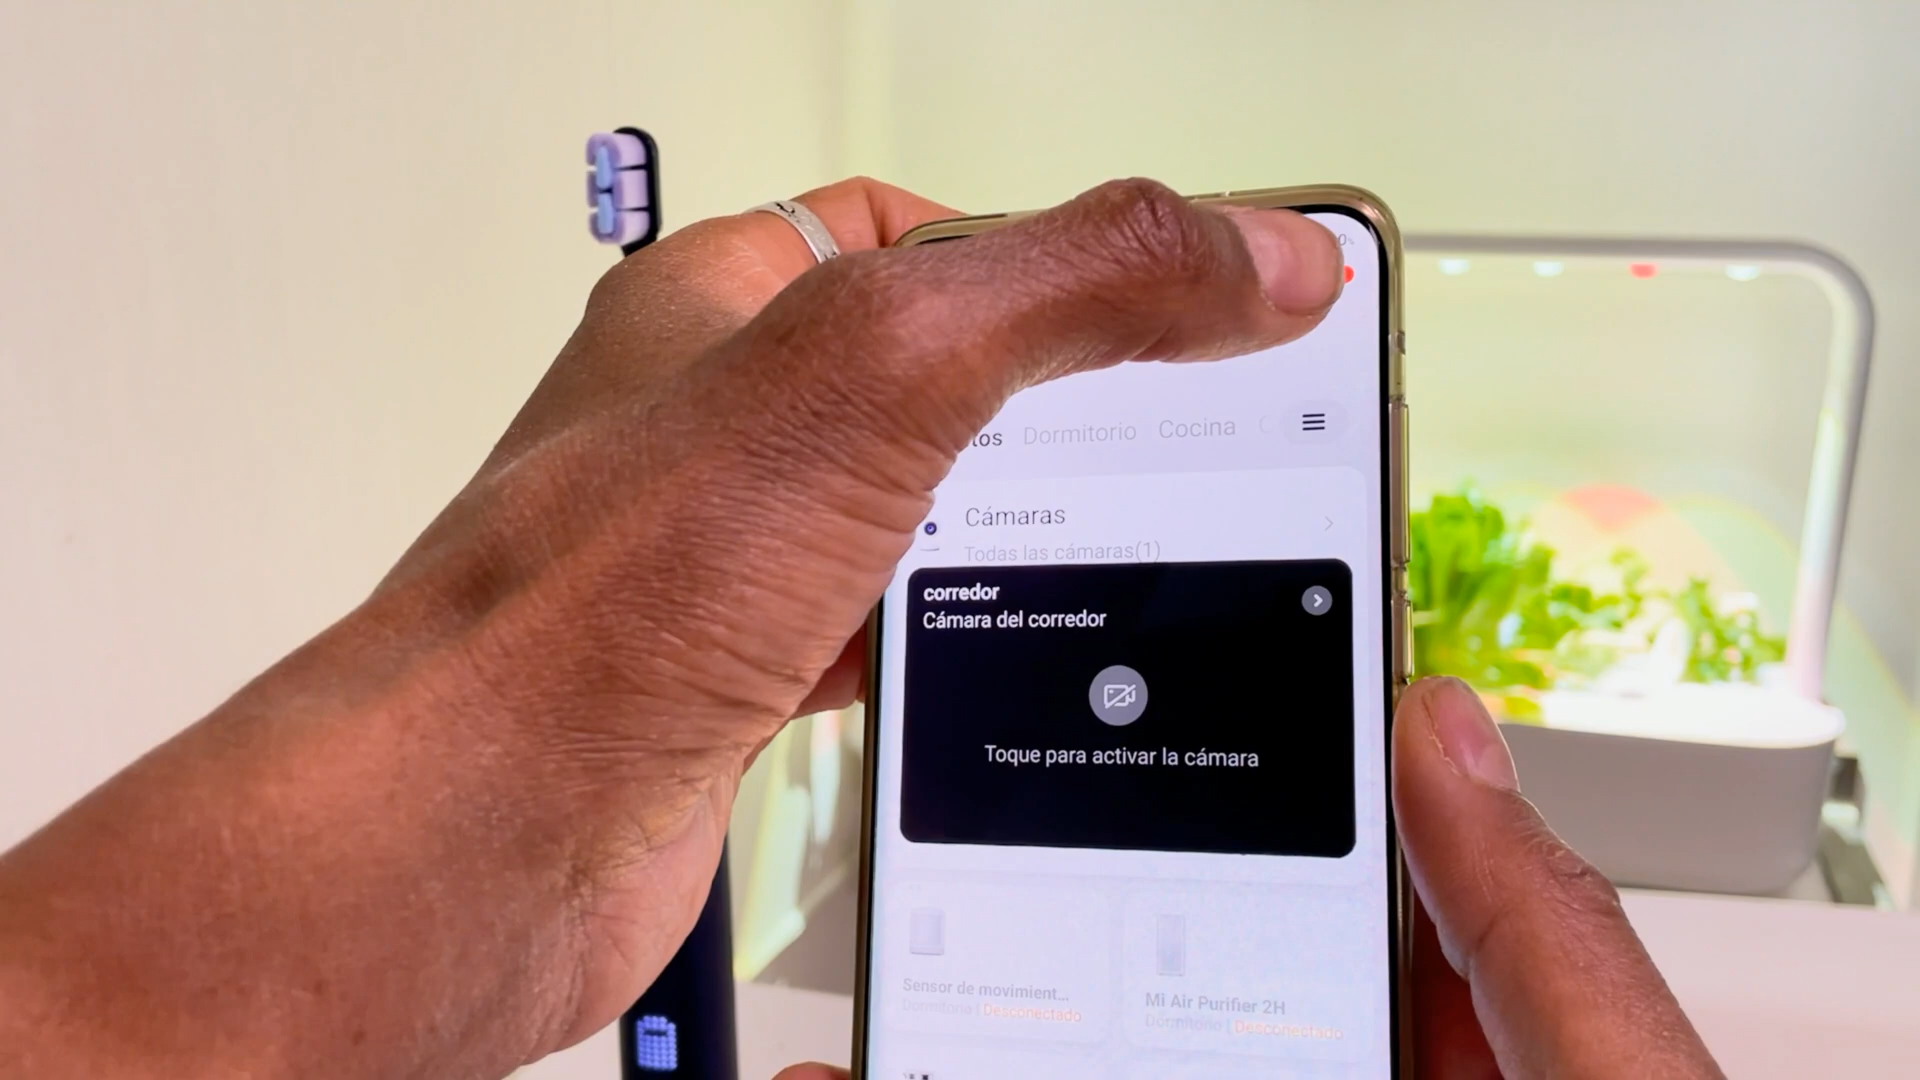 Dormitorio Cocina
Cámaras
Todas las cámaras(1)
corredor
Cámara del corredor
Toque para activar la cámara
Sensor de movimient...
Dormitorio | Desconectado
Mi Air Purifier 2H
Dormitorio | Desconectado